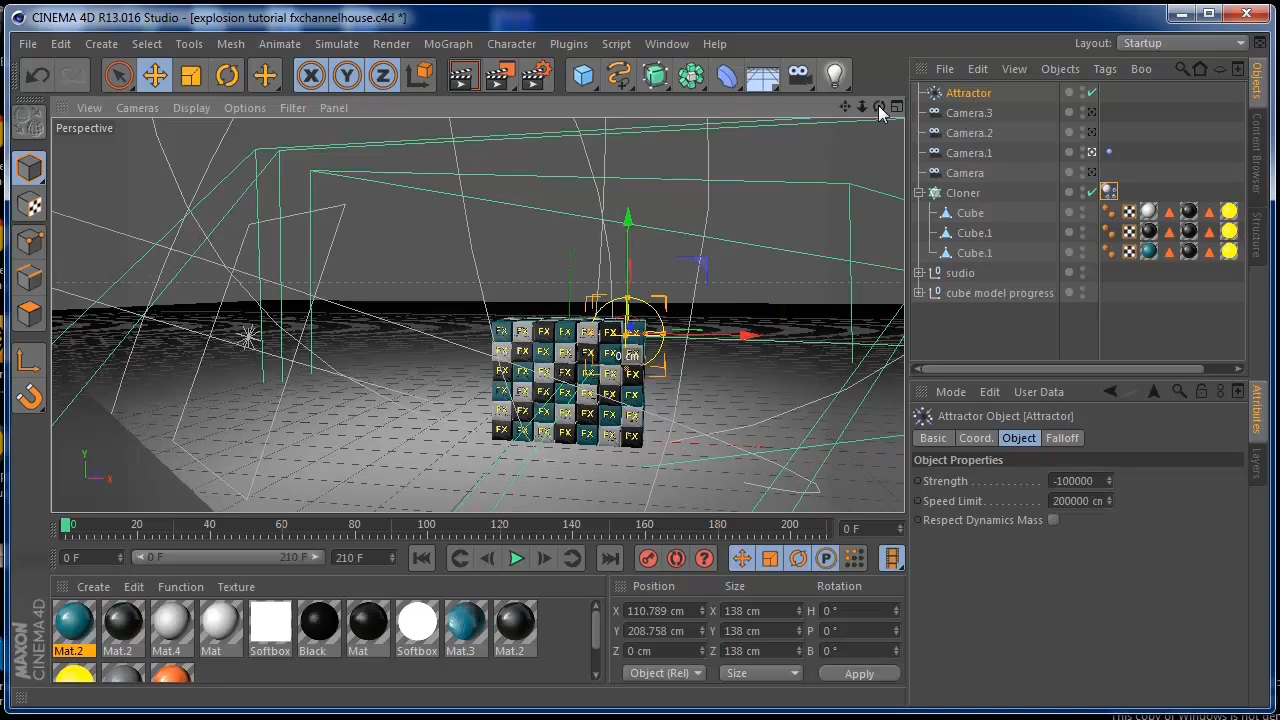 CINEMA 4D R13.016 Studio - [explosion tutorial fxchannelhouse.c4d *]
File Edit Create Select Tools Mesh Animate Simulate Render MoGraph Character Plugins Script Window Help Layout: Startup
X Y Z
File Edit View Objects Tags Boo
View Cameras Display Options Filter Panel
Perspective
Attractor
Camera.3
Camera.2
Camera.1
Camera
Cloner
Cube
Cube.1
Cube.1
sudio
cube model progress
Objects
Content Browser
Structure
0 cm
Y
X
Mode Edit User Data
Attractor Object [Attractor]
Basic Coord. Object Falloff
Object Properties
Strength -100000
Speed Limit 200000 cm
Respect Dynamics Mass
Attributes
Layers
0 20 40 60 80 100 120 140 160 180 200 0 F
0 F 0 F 210 F 210 F
Create Edit Function Texture
Mat.2 Mat.2 Mat.4 Mat Softbox Black Mat Softbox Mat.3 Mat.2
Position Size Rotation
X 110.789 cm X 138 cm H 0 °
Y 208.758 cm Y 138 cm P 0 °
Z 0 cm Z 138 cm B 0 °
Object (Rel) Size Apply
MAXON CINEMA 4D